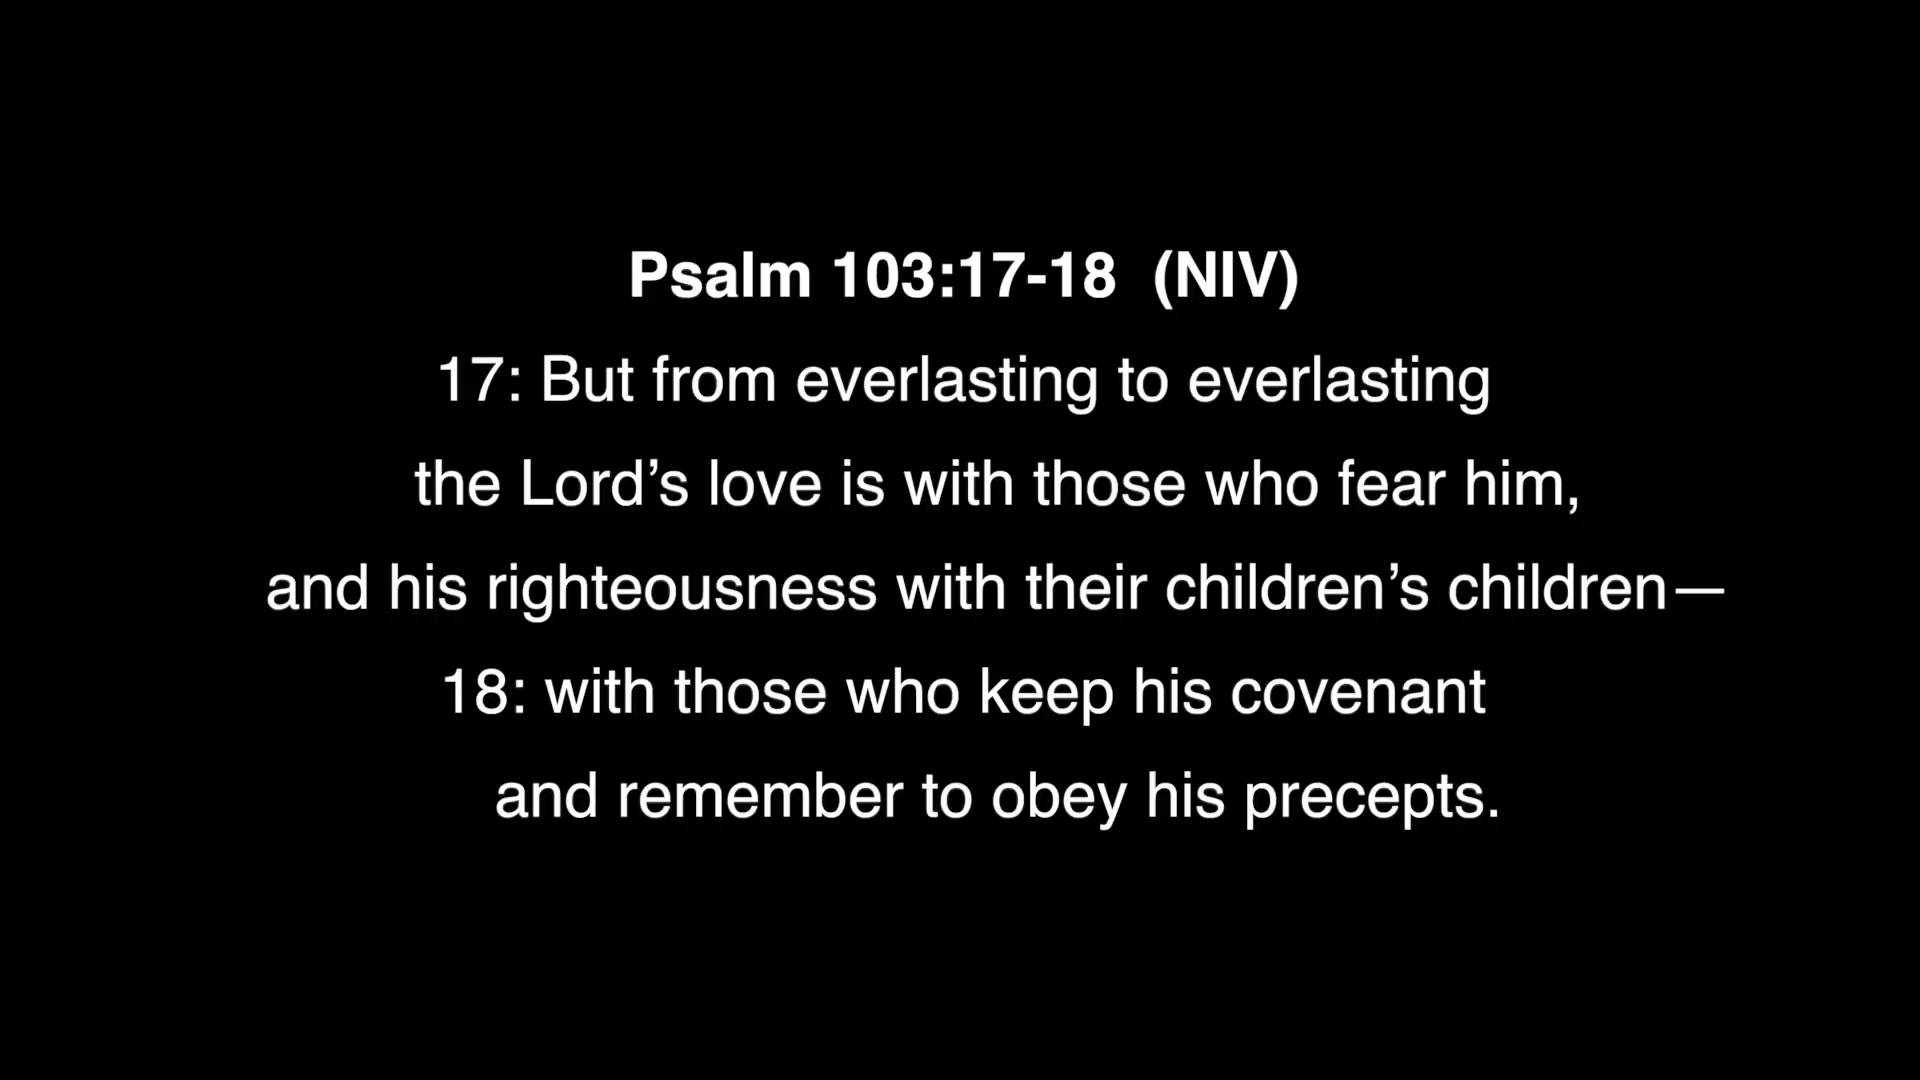 Psalm 103:17-18  (NIV)
17: But from everlasting to everlasting
the Lord’s love is with those who fear him,
and his righteousness with their children’s children—
18: with those who keep his covenant
and remember to obey his precepts.